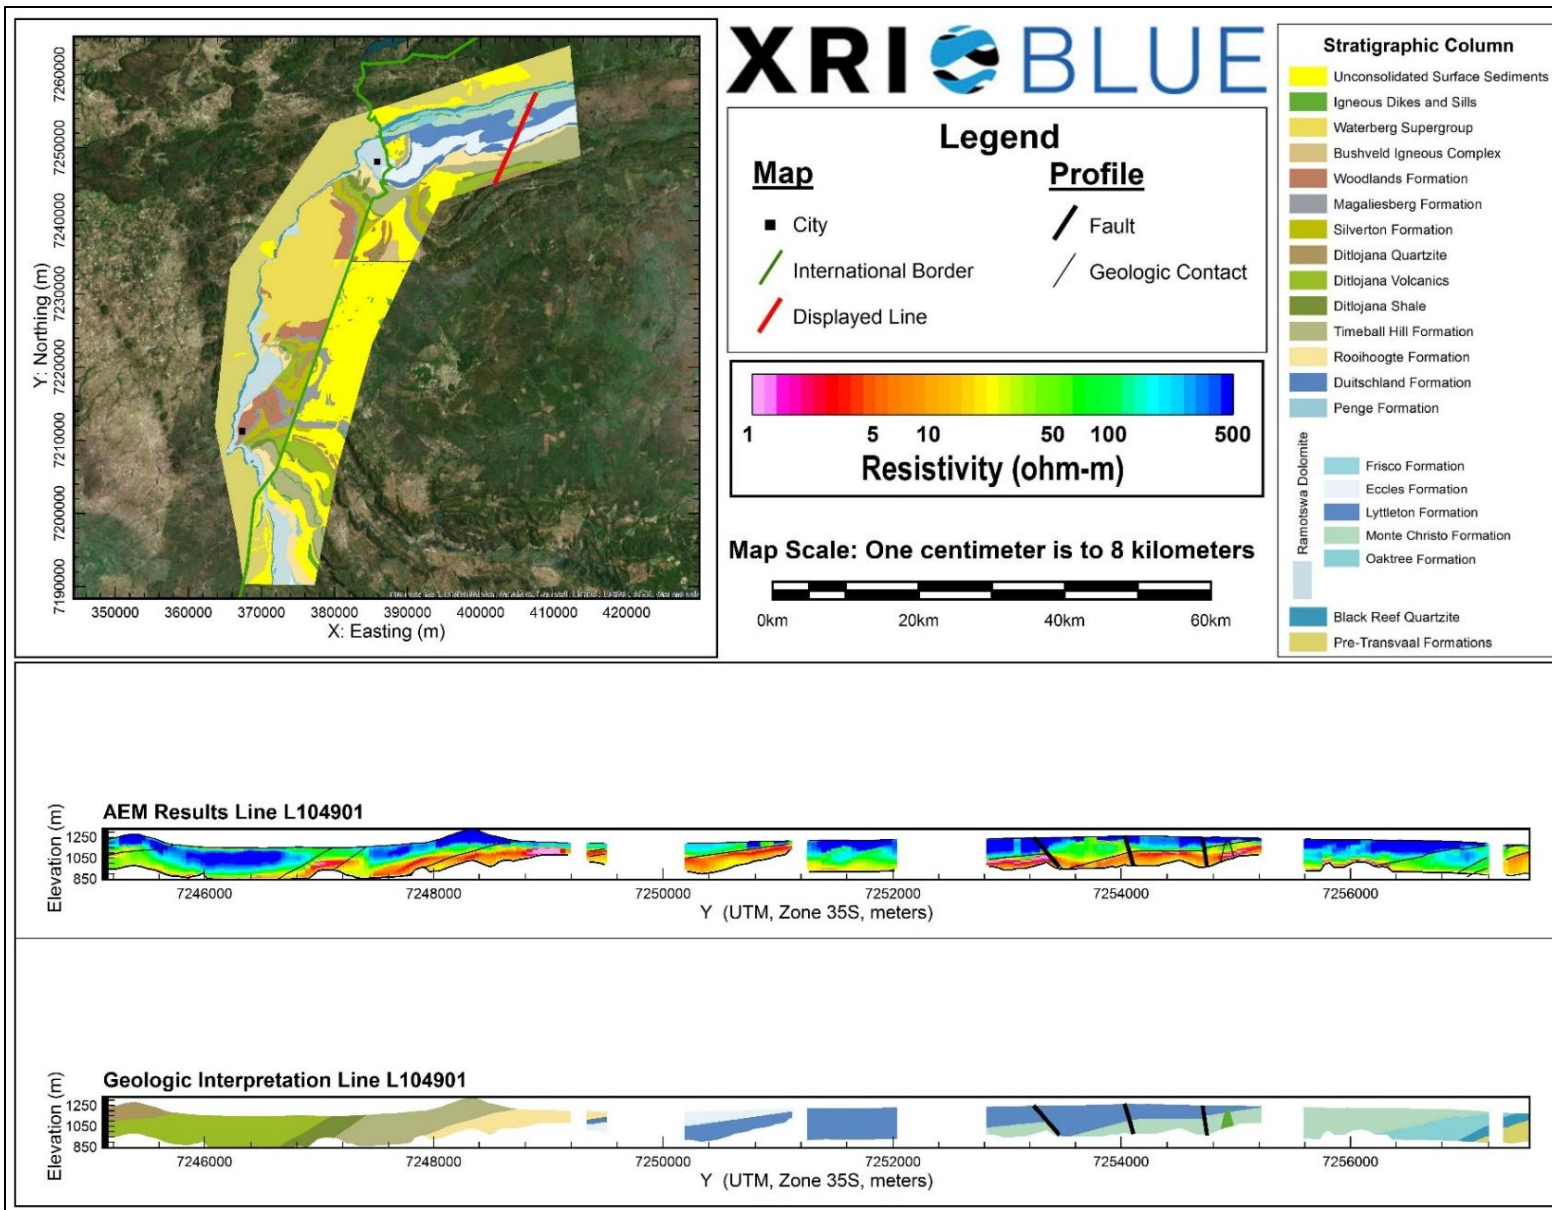 XRI BLUE
Legend
Map
Profile
City
International Border
Displayed Line
Fault
Geologic Contact
1 5 10 50 100 500
Resistivity (ohm-m)
Map Scale: One centimeter is to 8 kilometers
0km 20km 40km 60km
Y: Northing (m)
7260000
7250000
7240000
7230000
7220000
7210000
7200000
7190000
350000 360000 370000 380000 390000 400000 410000 420000
X: Easting (m)
Stratigraphic Column
Unconsolidated Surface Sediments
Igneous Dikes and Sills
Waterberg Supergroup
Bushveld Igneous Complex
Woodlands Formation
Magaliesberg Formation
Silverton Formation
Ditlojana Quartzite
Ditlojana Volcanics
Ditlojana Shale
Timeball Hill Formation
Rooihoogte Formation
Duitschland Formation
Penge Formation
Ramotswa Dolomite
Frisco Formation
Eccles Formation
Lyttleton Formation
Monte Christo Formation
Oaktree Formation
Black Reef Quartzite
Pre-Transvaal Formations
AEM Results Line L104901
Elevation (m)
1250
1050
850
7246000 7248000 7250000 7252000 7254000 7256000
Y (UTM, Zone 35S, meters)
Geologic Interpretation Line L104901
Elevation (m)
1250
1050
850
7246000 7248000 7250000 7252000 7254000 7256000
Y (UTM, Zone 35S, meters)